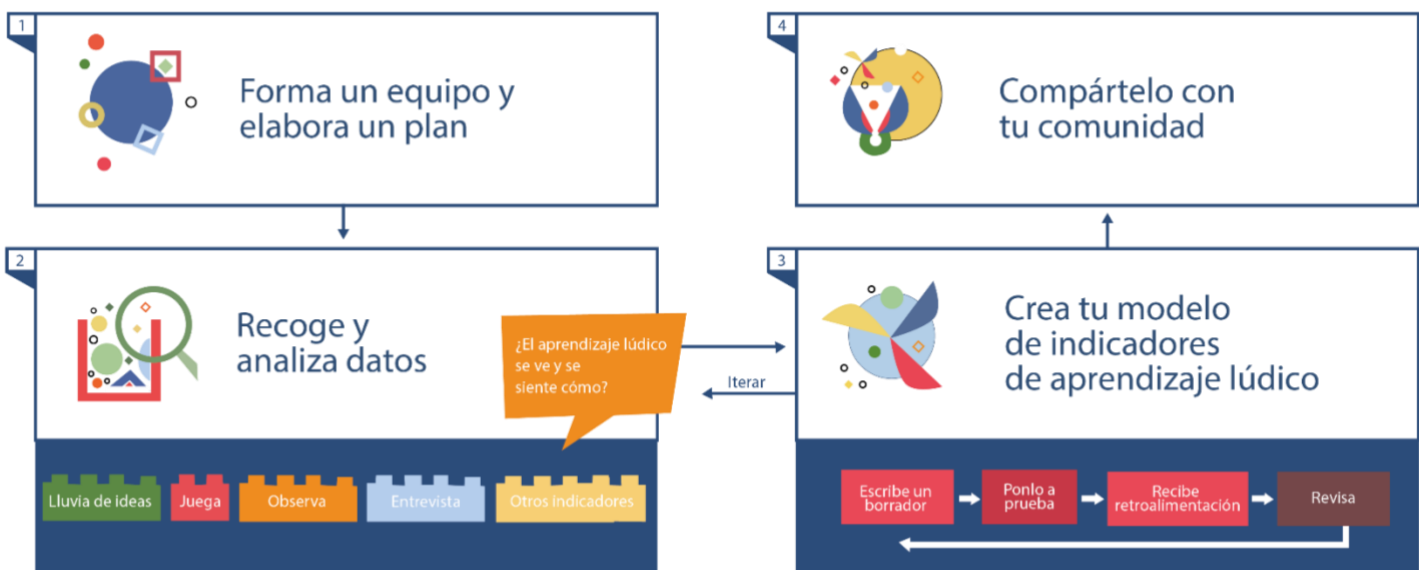 1
Forma un equipo y
elabora un plan
2
Recoge y
analiza datos
¿El aprendizaje lúdico
se ve y se
siente cómo?
Lluvia de ideas
Juega
Observa
Entrevista
Otros indicadores
Iterar
3
Crea tu modelo
de indicadores
de aprendizaje lúdico
Escribe un
borrador
Ponlo a
prueba
Recibe
retroalimentación
Revisa
4
Compártelo con
tu comunidad